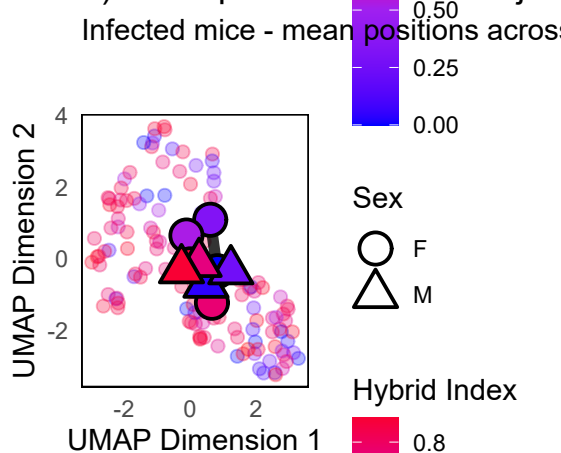 0.50
Infected mice - mean positions across
0.25
0.00
4
2
0
-2
UMAP Dimension 2
-2 0 2
UMAP Dimension 1
Sex
F
M
Hybrid Index
0.8